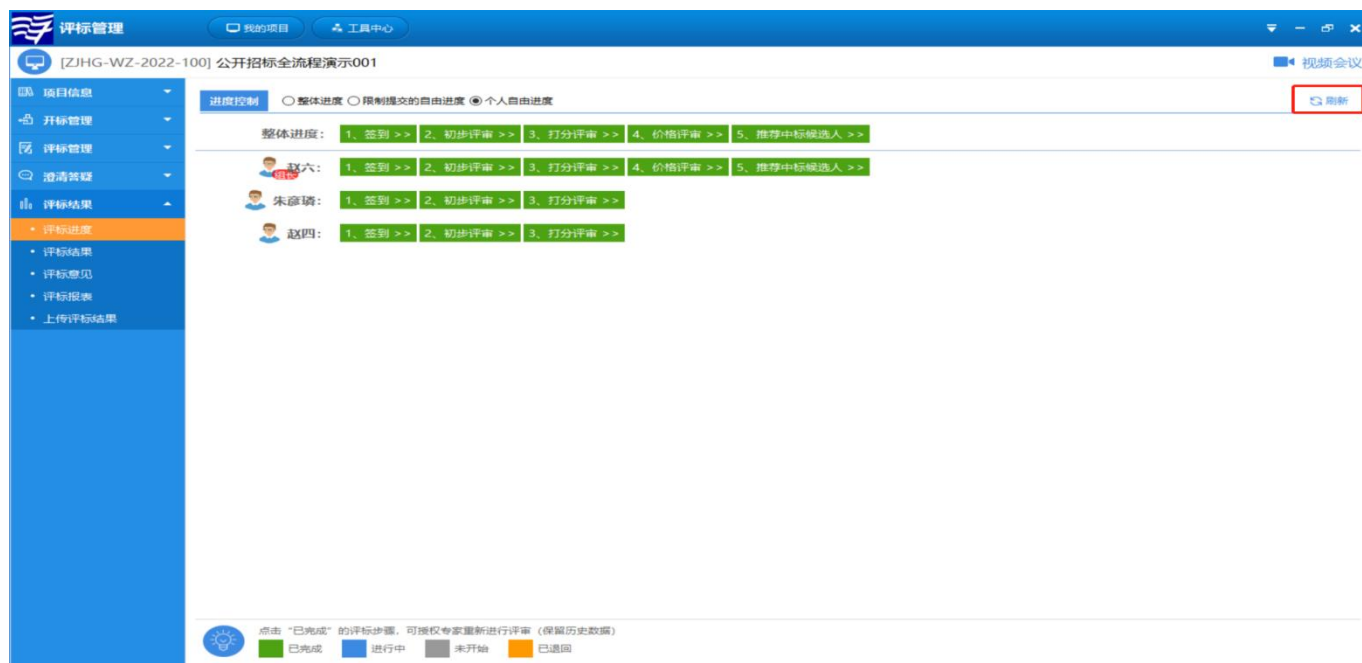 评标管理 我的项目 工具中心
[ZJHG-WZ-2022-100] 公开招标全流程演示001 视频会议
项目信息
开标管理
评标管理
澄清答疑
评标结果
评标进度
评标结果
评标意见
评标报表
上传评标结果
进度控制 整体进度 限制提交的自由进度 个人自由进度 刷新
整体进度： 1、签到 >> 2、初步评审 >> 3、打分评审 >> 4、价格评审 >> 5、推荐中标候选人 >>
赵六： 1、签到 >> 2、初步评审 >> 3、打分评审 >> 4、价格评审 >> 5、推荐中标候选人 >>
组长
朱彦璘： 1、签到 >> 2、初步评审 >> 3、打分评审 >>
赵四： 1、签到 >> 2、初步评审 >> 3、打分评审 >>
点击“已完成”的评标步骤，可授权专家重新进行评审（保留历史数据）
已完成 进行中 未开始 已退回